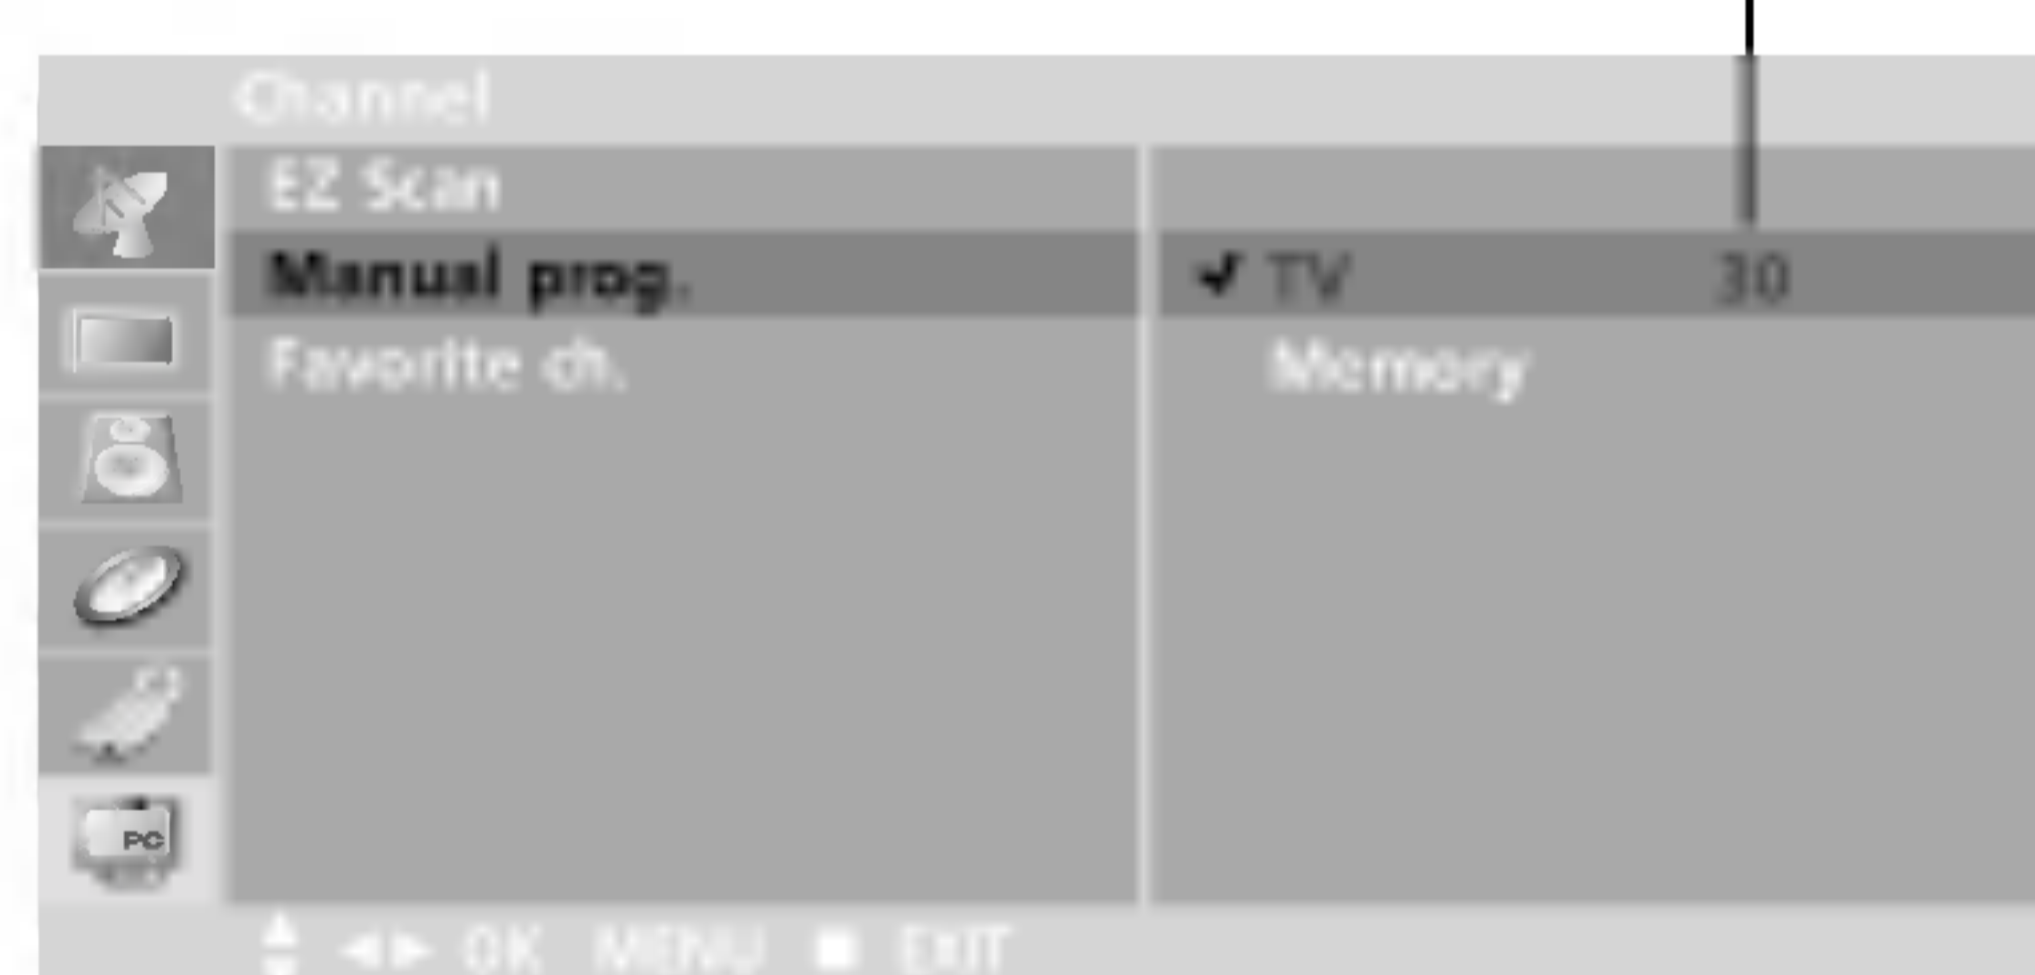 Channel
EZ Scan
Manual prog.
✔ TV 30
Favorite ch.
Memory
PC
OK MENU EXIT